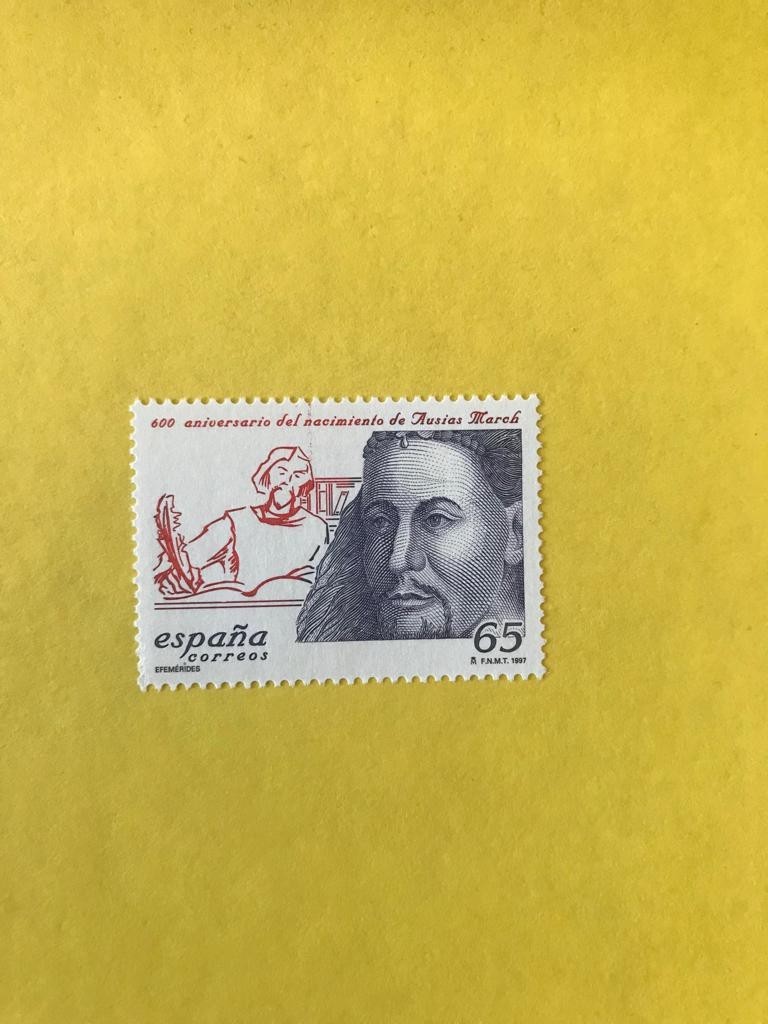 600 aniversario del nacimiento de Ausias March
españa
correos
EFEMÉRIDES
65
F.N.M.T. 1997